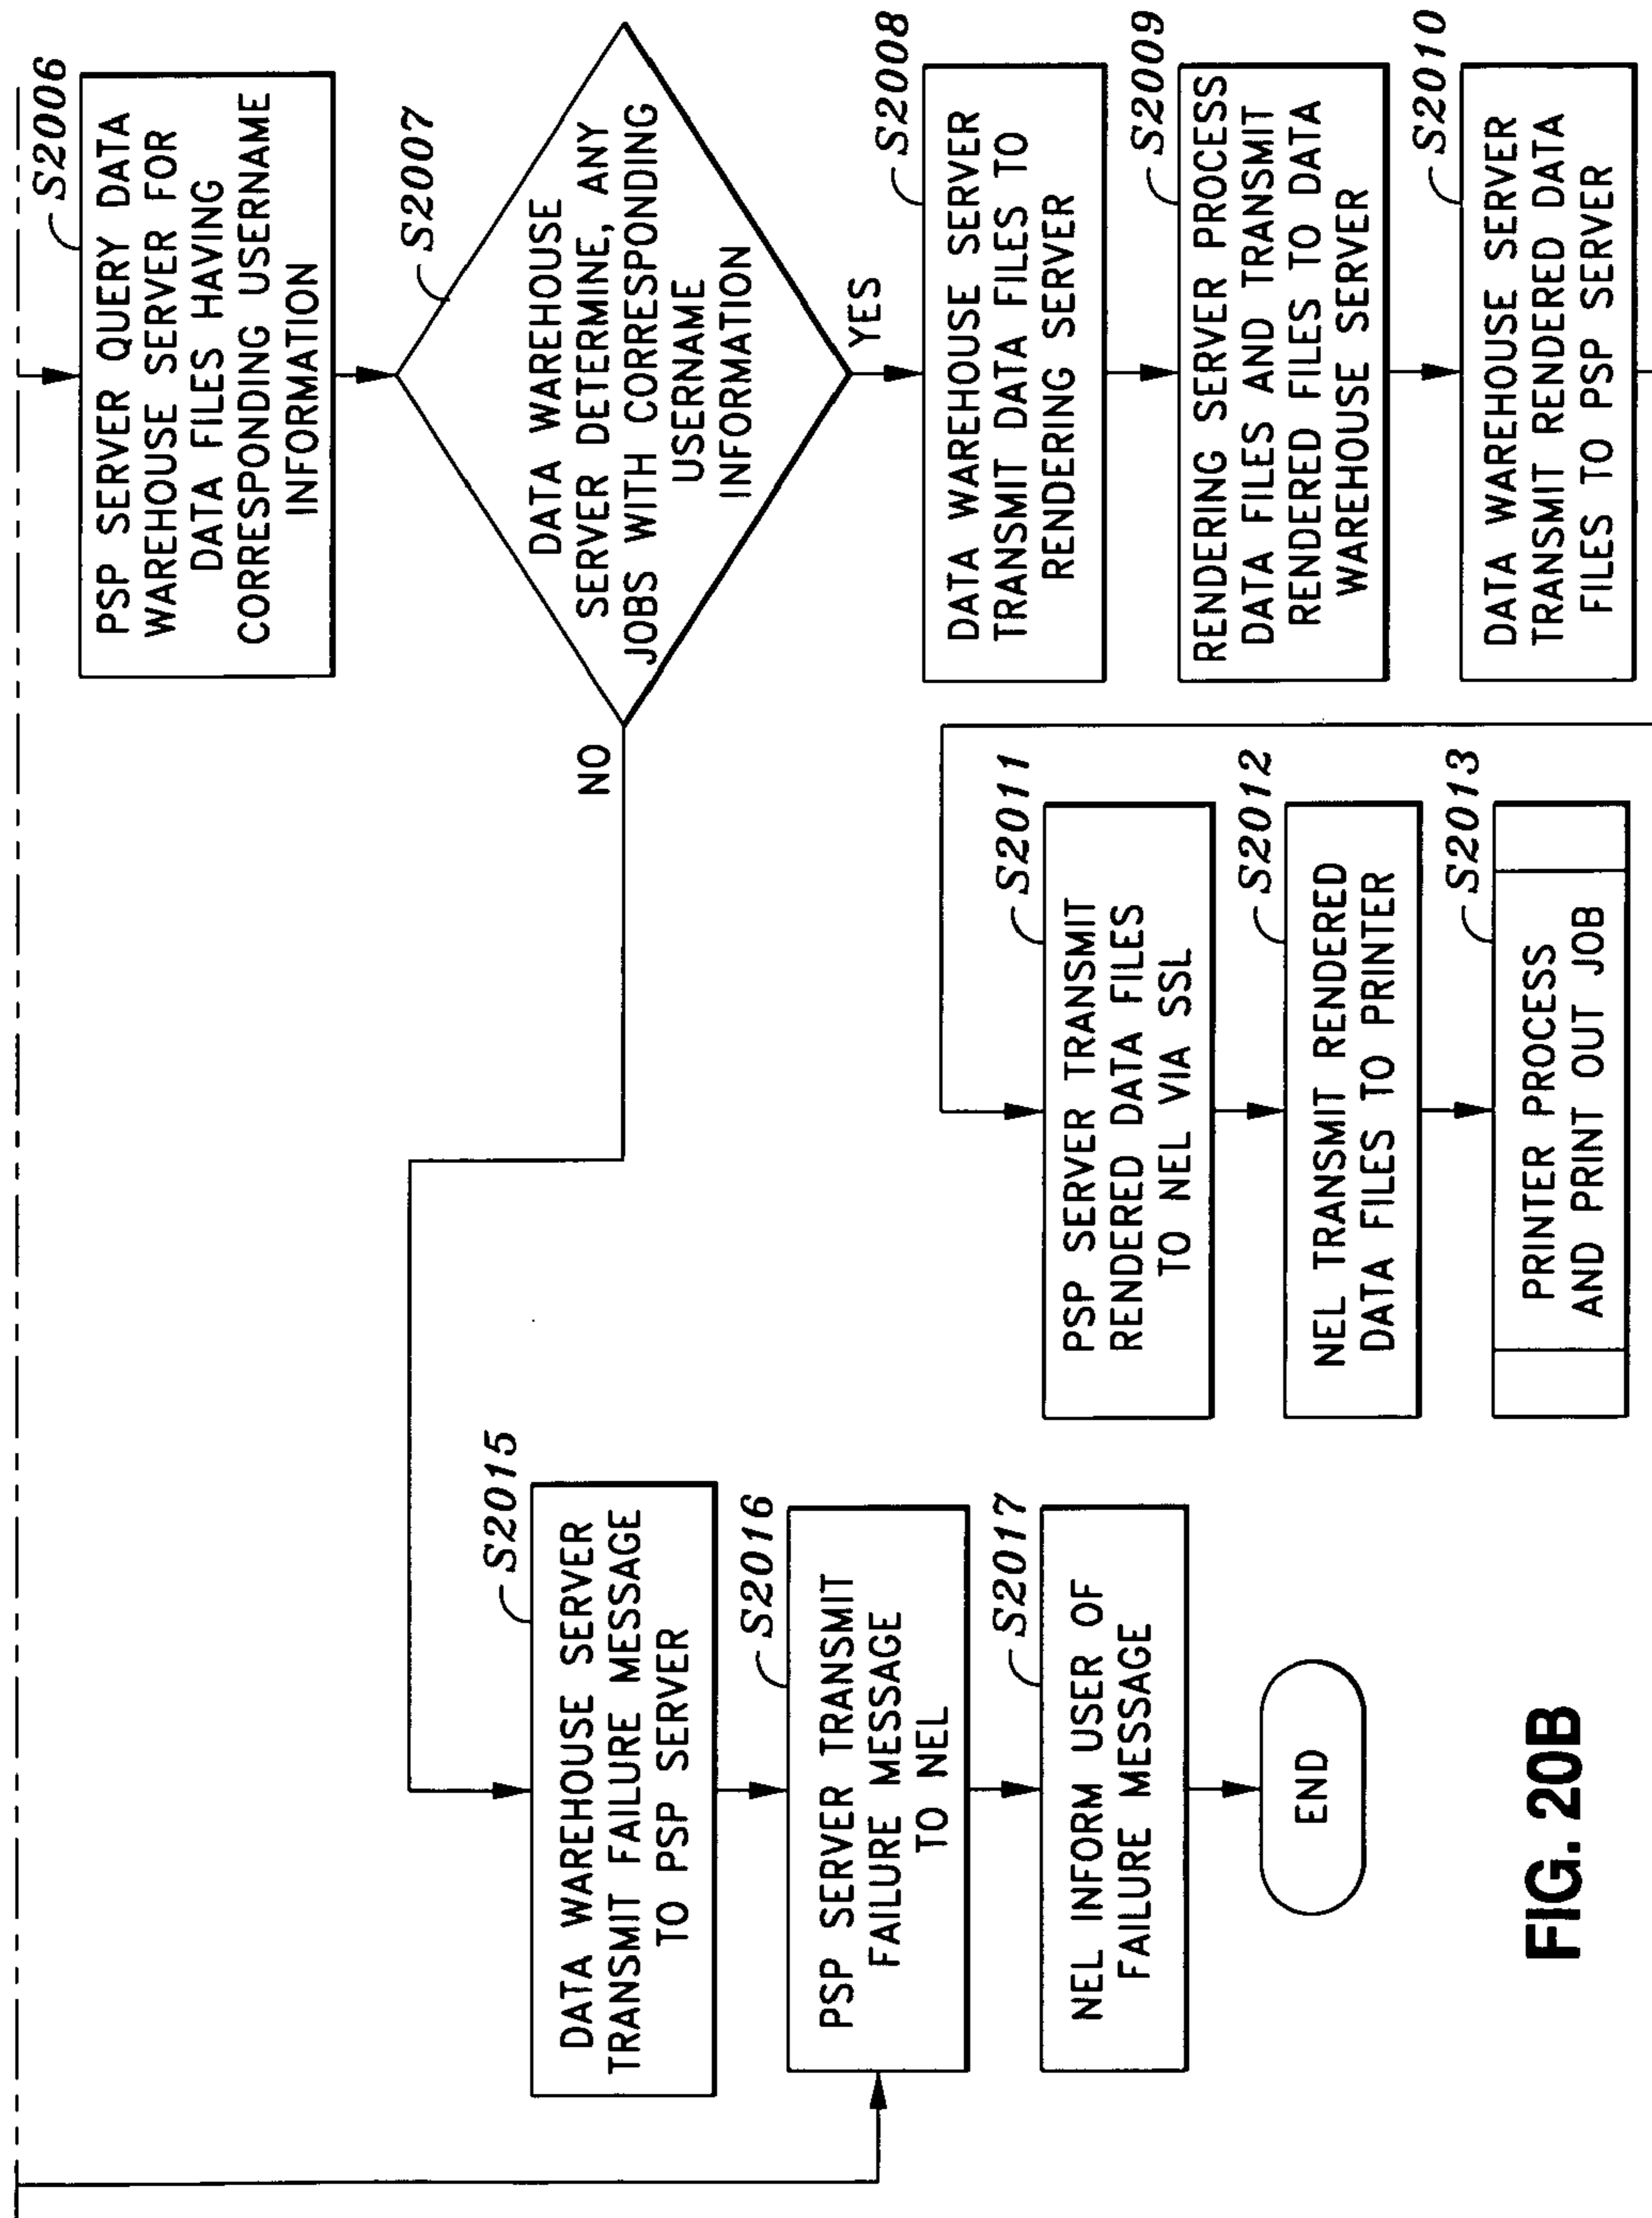 S2006
PSP SERVER QUERY DATA
WAREHOUSE SERVER FOR
DATA FILES HAVING
CORRESPONDING USERNAME
INFORMATION
S2007
DATA WAREHOUSE
SERVER DETERMINE, ANY
JOBS WITH CORRESPONDING
USERNAME
INFORMATION
NO
YES
S2008
DATA WAREHOUSE SERVER
TRANSMIT DATA FILES TO
RENDERING SERVER
S2009
RENDERING SERVER PROCESS
DATA FILES AND TRANSMIT
RENDERED FILES TO DATA
WAREHOUSE SERVER
S2010
DATA WAREHOUSE SERVER
TRANSMIT RENDERED DATA
FILES TO PSP SERVER
S2011
PSP SERVER TRANSMIT
RENDERED DATA FILES
TO NEL VIA SSL
S2012
NEL TRANSMIT RENDERED
DATA FILES TO PRINTER
S2013
PRINTER PROCESS
AND PRINT OUT JOB
S2015
DATA WAREHOUSE SERVER
TRANSMIT FAILURE MESSAGE
TO PSP SERVER
S2016
PSP SERVER TRANSMIT
FAILURE MESSAGE
TO NEL
S2017
NEL INFORM USER OF
FAILURE MESSAGE
END
FIG. 20B